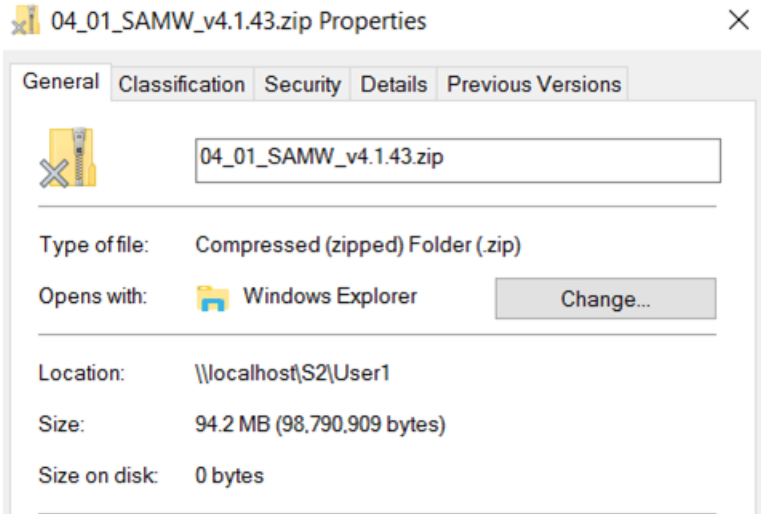 04_01_SAMW_v4.1.43.zip Properties
General Classification Security Details Previous Versions
04_01_SAMW_v4.1.43.zip
Type of file: Compressed (zipped) Folder (.zip)
Opens with: Windows Explorer Change...
Location: \\localhost\S2\User1
Size: 94.2 MB (98,790,909 bytes)
Size on disk: 0 bytes